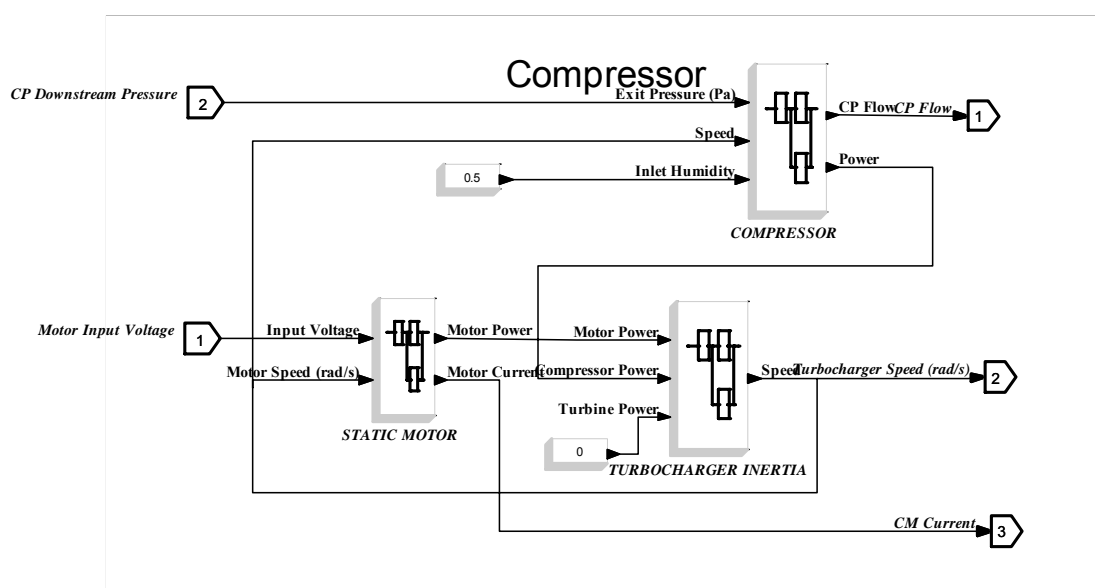 Compressor
CP Downstream Pressure
2
Exit Pressure (Pa)
CP Flow
CP Flow
1
Speed
0.5
Inlet Humidity
Power
COMPRESSOR
Motor Input Voltage
1
Input Voltage
Motor Power
Motor Power
Motor Speed (rad/s)
Motor Current
Compressor Power
Speed
Turbocharger Speed (rad/s)
2
Turbine Power
STATIC MOTOR
0
TURBOCHARGER INERTIA
CM Current
3